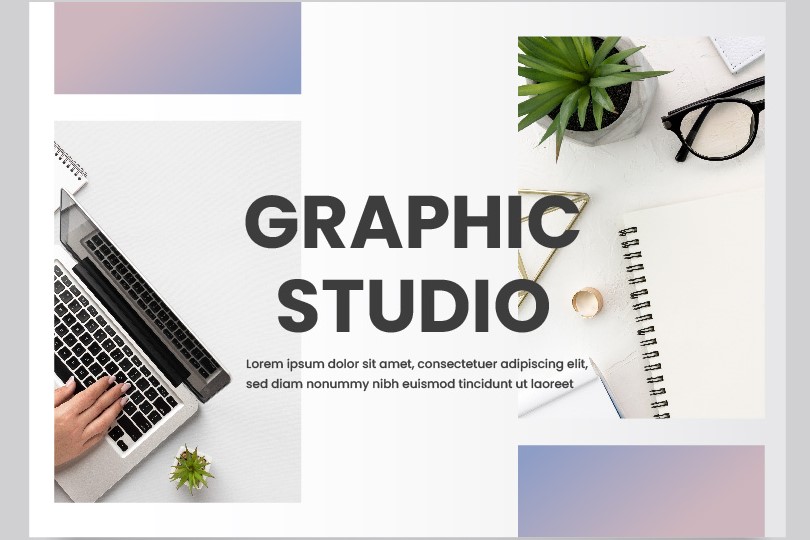 GRAPHIC
STUDIO
Lorem ipsum dolor sit amet, consectetuer adipiscing elit,
sed diam nonummy nibh euismod tincidunt ut laoreet